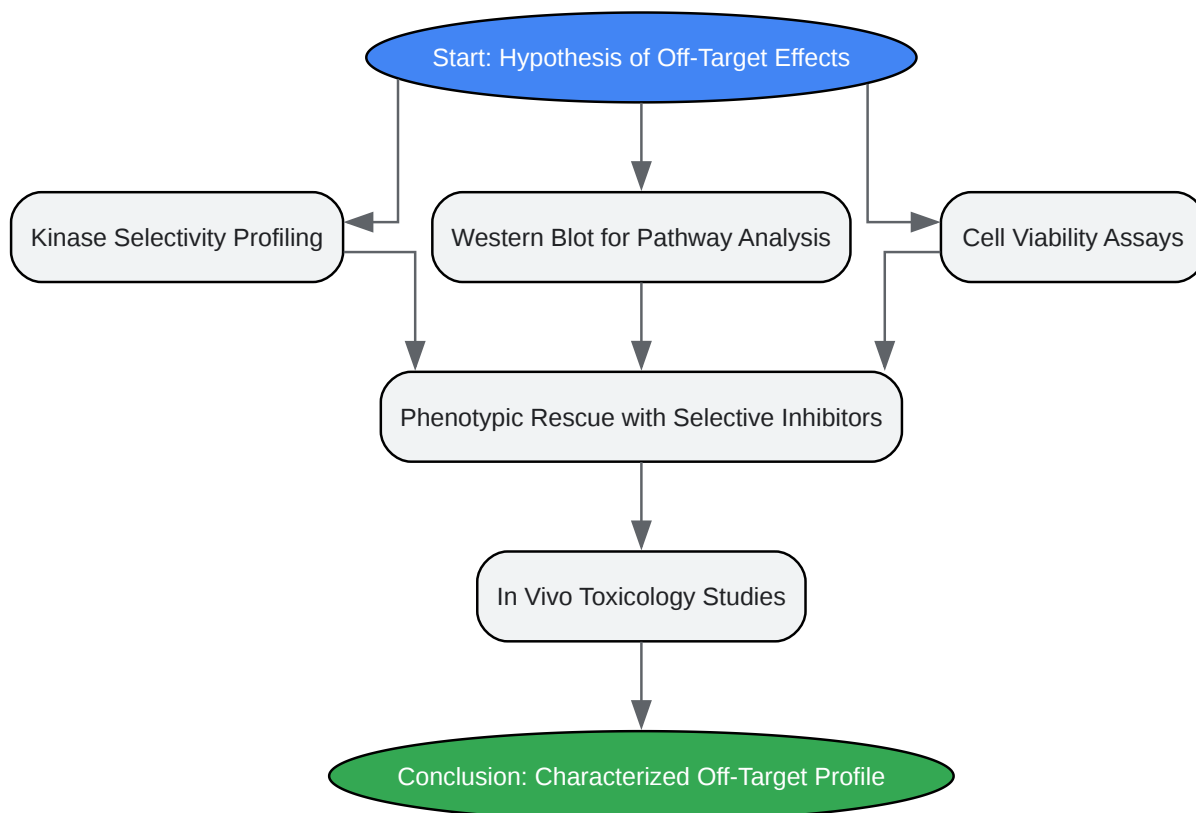 Start: Hypothesis of Off-Target Effects
Kinase Selectivity Profiling
Western Blot for Pathway Analysis
Cell Viability Assays
Phenotypic Rescue with Selective Inhibitors
In Vivo Toxicology Studies
Conclusion: Characterized Off-Target Profile